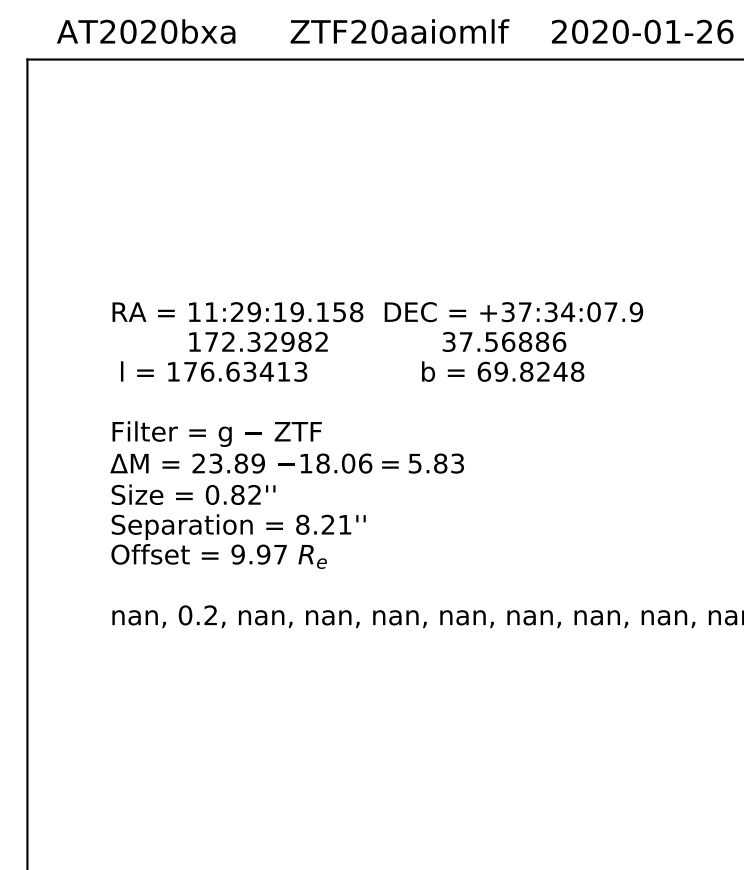 AT2020bxa ZTF20aaiomlf 2020-01-26
RA = 11:29:19.158 DEC = +37:34:07.9
172.32982 37.56886
l = 176.63413 b = 69.8248
Filter = g − ZTF
ΔM = 23.89 −18.06 = 5.83
Size = 0.82''
Separation = 8.21''
Offset = 9.97 Rₑ
nan, 0.2, nan, nan, nan, nan, nan, nan, nan,